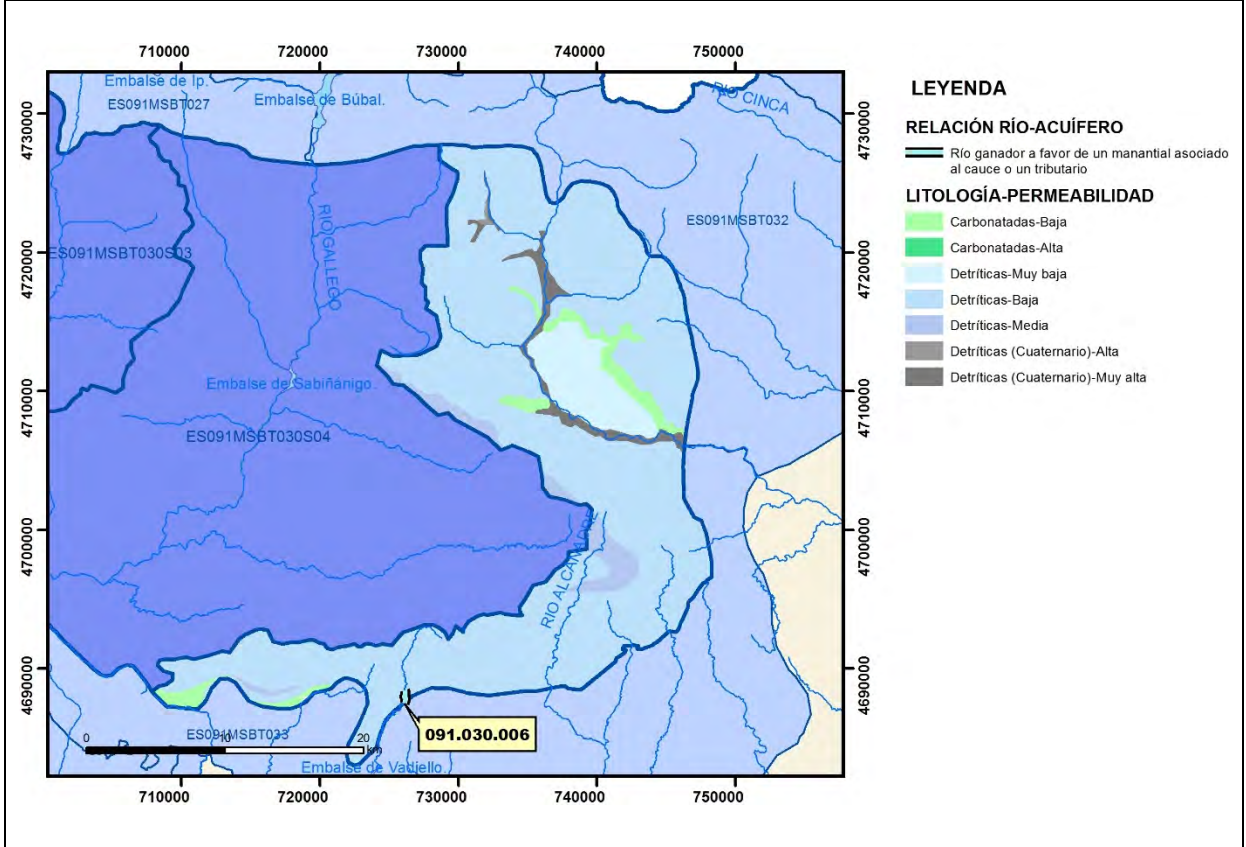 710000 720000 730000 740000 750000
Embalse de Ip.
ES091MSBT027
Embalse de Búbal.
RIO CINCA
4730000
4730000
RIO GALLEGO
ES091MSBT032
ES091MSBT030S03
4720000
4720000
Embalse de Sabiñánigo.
4710000
4710000
ES091MSBT030S04
RIO ALCANADRE
4700000
4700000
4690000
4690000
ES091MSBT033
0 10 20
km
091.030.006
Embalse de Vadiello.
710000 720000 730000 740000 750000
LEYENDA
RELACIÓN RÍO-ACUÍFERO
Río ganador a favor de un manantial asociado
al cauce o un tributario
LITOLOGÍA-PERMEABILIDAD
Carbonatadas-Baja
Carbonatadas-Alta
Detríticas-Muy baja
Detríticas-Baja
Detríticas-Media
Detríticas (Cuaternario)-Alta
Detríticas (Cuaternario)-Muy alta